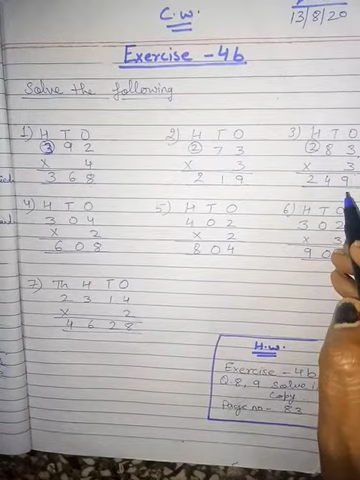 C.W.
13/8/20
Exercise - 4b
Solve the following
1) H T O
3 9 2
x 4
3 6 8
2) H T O
2 7 3
x 3
2 1 9
3) H T O
2 8 3
x 3
2 4 9
4) H T O
3 0 4
x 2
6 0 8
5) H T O
4 0 2
x 2
8 0 4
6) H T O
3 0 2
x 3
9 0
7) Th H T O
2 3 1 4
x 2
4 6 2 8
H.W.
Exercise - 4b
Q.8, 9 Solve
Copy
Page no - 83